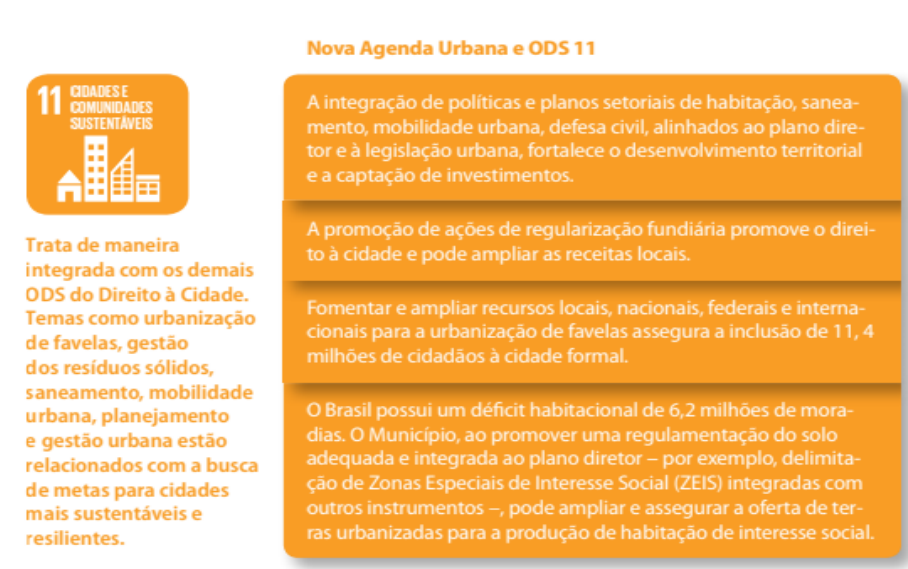 Nova Agenda Urbana e ODS 11
11 CIDADES E
COMUNIDADES
SUSTENTÁVEIS
Trata de maneira
integrada com os demais
ODS do Direito à Cidade.
Temas como urbanização
de favelas, gestão
dos resíduos sólidos,
saneamento, mobilidade
urbana, planejamento
e gestão urbana estão
relacionados com a busca
de metas para cidades
mais sustentáveis e
resilientes.
A integração de políticas e planos setoriais de habitação, sanea-
mento, mobilidade urbana, defesa civil, alinhados ao plano dire-
tor e à legislação urbana, fortalece o desenvolvimento territorial
e a captação de investimentos.
A promoção de ações de regularização fundiária promove o direi-
to à cidade e pode ampliar as receitas locais.
Fomentar e ampliar recursos locais, nacionais, federais e interna-
cionais para a urbanização de favelas assegura a inclusão de 11, 4
milhões de cidadãos à cidade formal.
O Brasil possui um déficit habitacional de 6,2 milhões de mora-
dias. O Município, ao promover uma regulamentação do solo
adequada e integrada ao plano diretor – por exemplo, delimita-
ção de Zonas Especiais de Interesse Social (ZEIS) integradas com
outros instrumentos –, pode ampliar e assegurar a oferta de ter-
ras urbanizadas para a produção de habitação de interesse social.